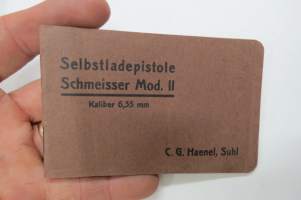 Selbstladepistole
Schmeisser Mod. II
Kaliber 6,35 mm
C. G. Haenel, Suhl